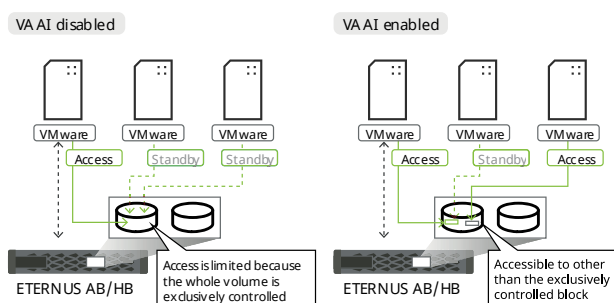 VAAI disabled
VAAI enabled
VMware VMware VMware
VMware VMware VMware
Access Standby Standby
Access Standby Access
ETERNUS AB/HB
Access is limited because
the whole volume is
exclusively controlled
ETERNUS AB/HB
Accessible to other
than the exclusively
controlled block